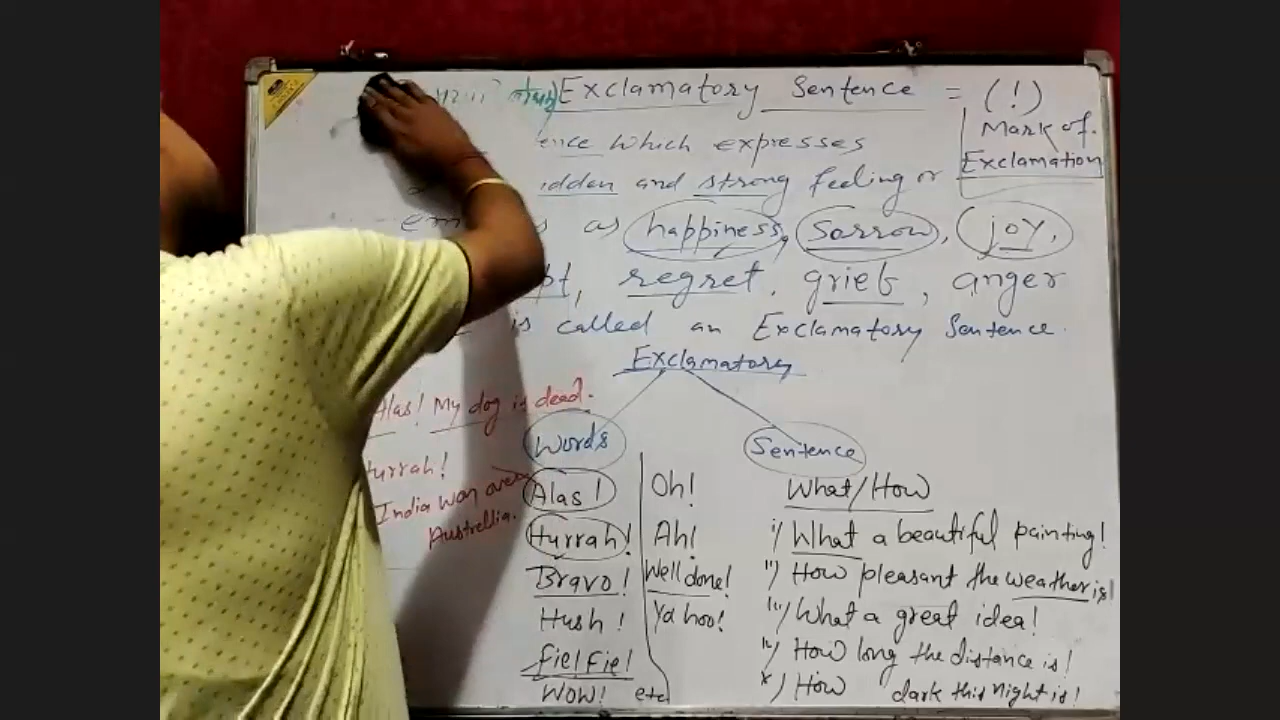 Exclamatory Sentence = (!)
Mark of.
Exclamation
ence which expresses
idden and strong feeling or
as happiness, sorrow, joy,
regret, grief, anger
is called an Exclamatory Sentence.
Exclamatory
Alas! My dog is dead.
urrah!
India won over
Austrellia.
Words
Alas!
Hurrah!
Bravo!
Hush!
fie! Fie!
WOW!
Oh!
Ah!
Well done!
Ya hoo!
etc
Sentence
What/How
i) What a beautiful painting!
ii) How pleasant the weather is!
iii) What a great idea!
iv) How long the distance is!
v) How dark this night is!